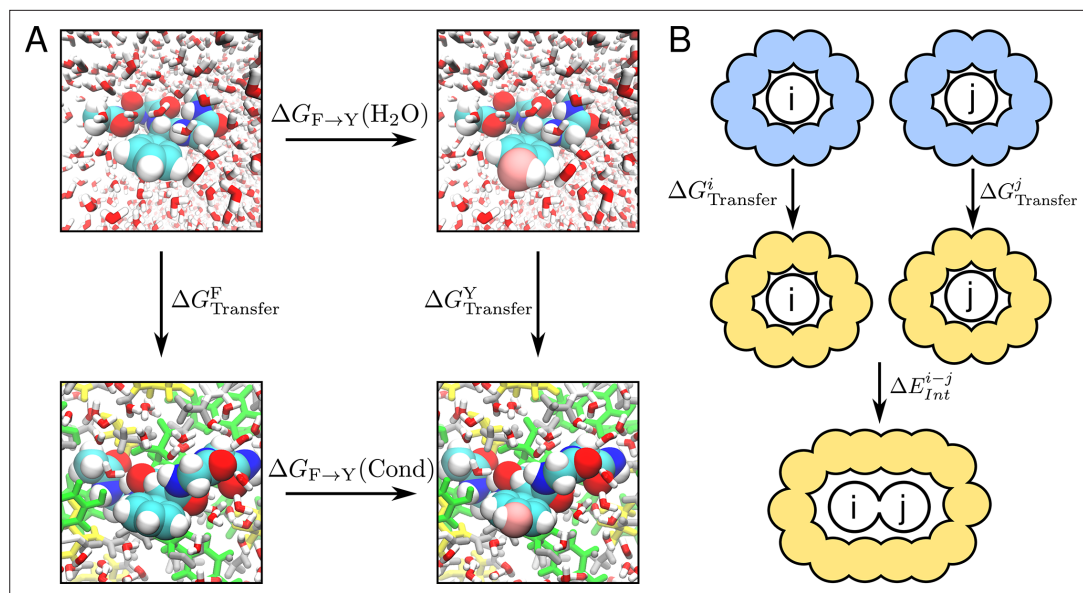 A
ΔG_F→Y(H₂O)
ΔG^F_Transfer
ΔG^Y_Transfer
ΔG_F→Y(Cond)
B
i
j
ΔG^i_Transfer
ΔG^j_Transfer
i
j
ΔE^i−j_Int
i j